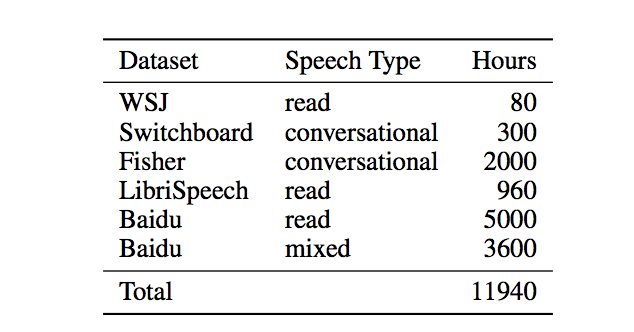 Dataset Speech Type Hours
WSJ read 80
Switchboard conversational 300
Fisher conversational 2000
LibriSpeech read 960
Baidu read 5000
Baidu mixed 3600
Total 11940